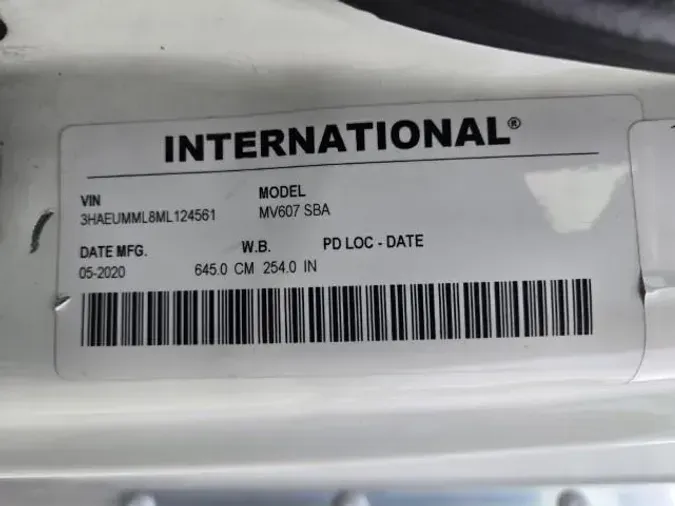 INTERNATIONAL®
VIN MODEL
3HAEUMML8ML124561 MV607 SBA
DATE MFG. W.B. PD LOC - DATE
05-2020 645.0 CM 254.0 IN